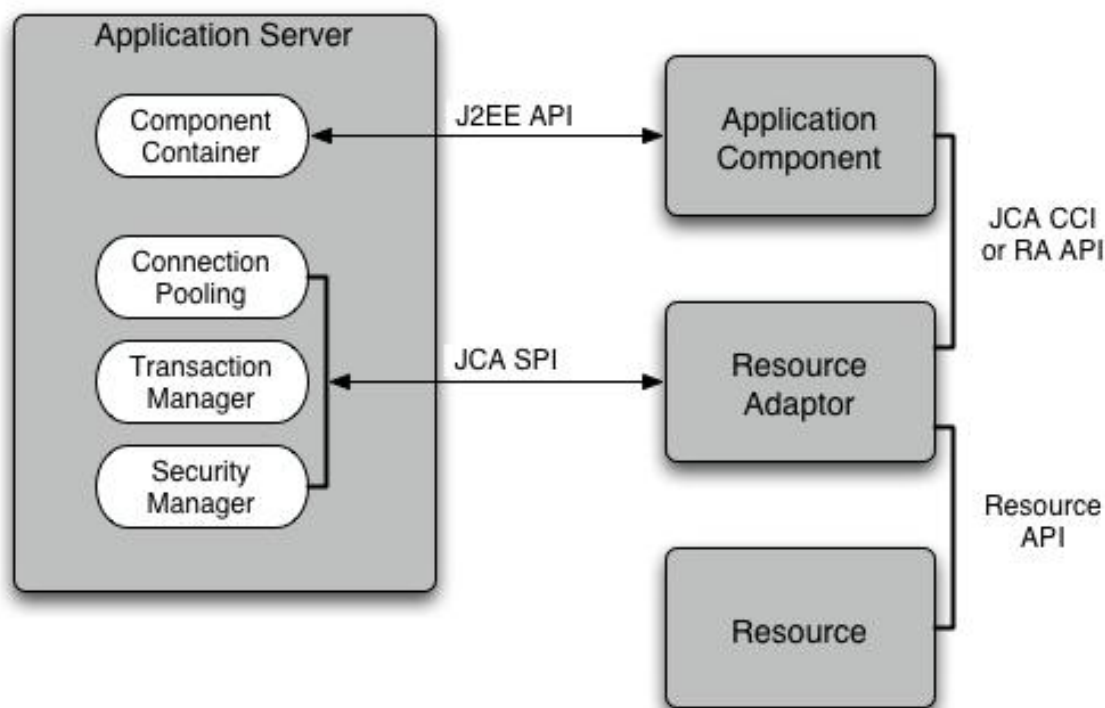 Application Server
Component
Container
J2EE API
Application
Component
JCA CCI
or RA API
Connection
Pooling
Transaction
Manager
Security
Manager
JCA SPI
Resource
Adaptor
Resource
API
Resource